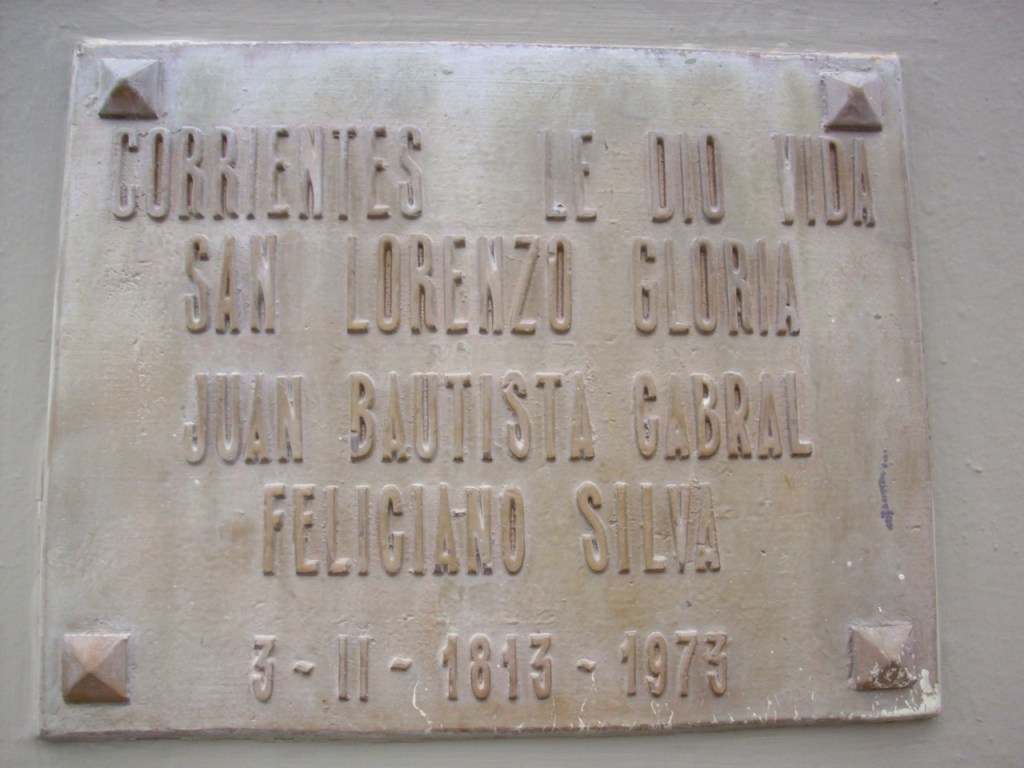 CORRIENTES LE DIO VIDA
SAN LORENZO GLORIA
JUAN BAUTISTA CABRAL
FELICIANO SILVA
3 - II - 1813 - 1973